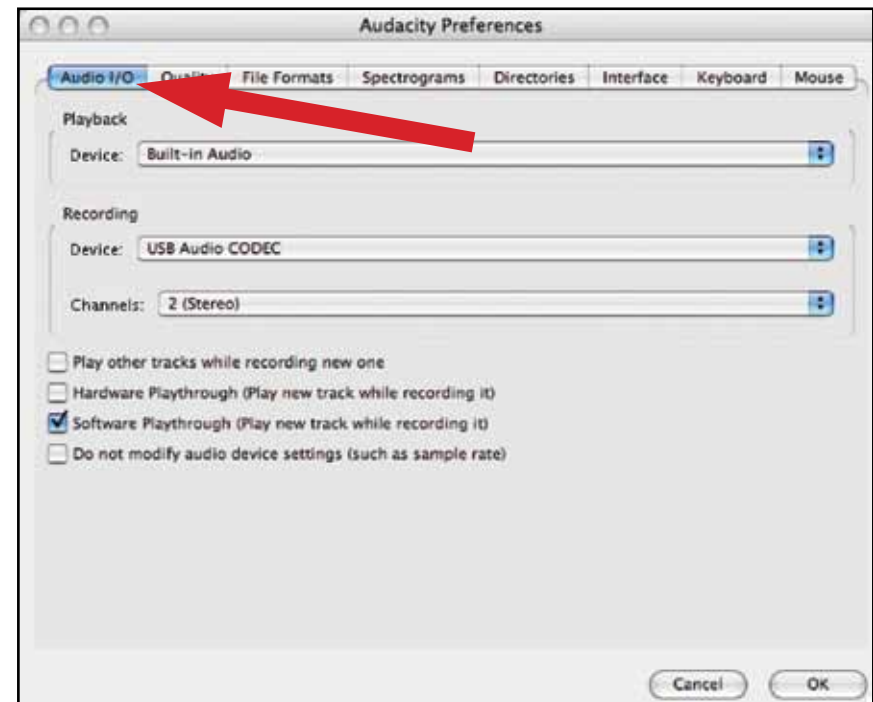 Audacity Preferences
Audio I/O Quality File Formats Spectrograms Directories Interface Keyboard Mouse
Playback
Device: Built-in Audio
Recording
Device: USB Audio CODEC
Channels: 2 (Stereo)
Play other tracks while recording new one
Hardware Playthrough (Play new track while recording it)
Software Playthrough (Play new track while recording it)
Do not modify audio device settings (such as sample rate)
Cancel OK